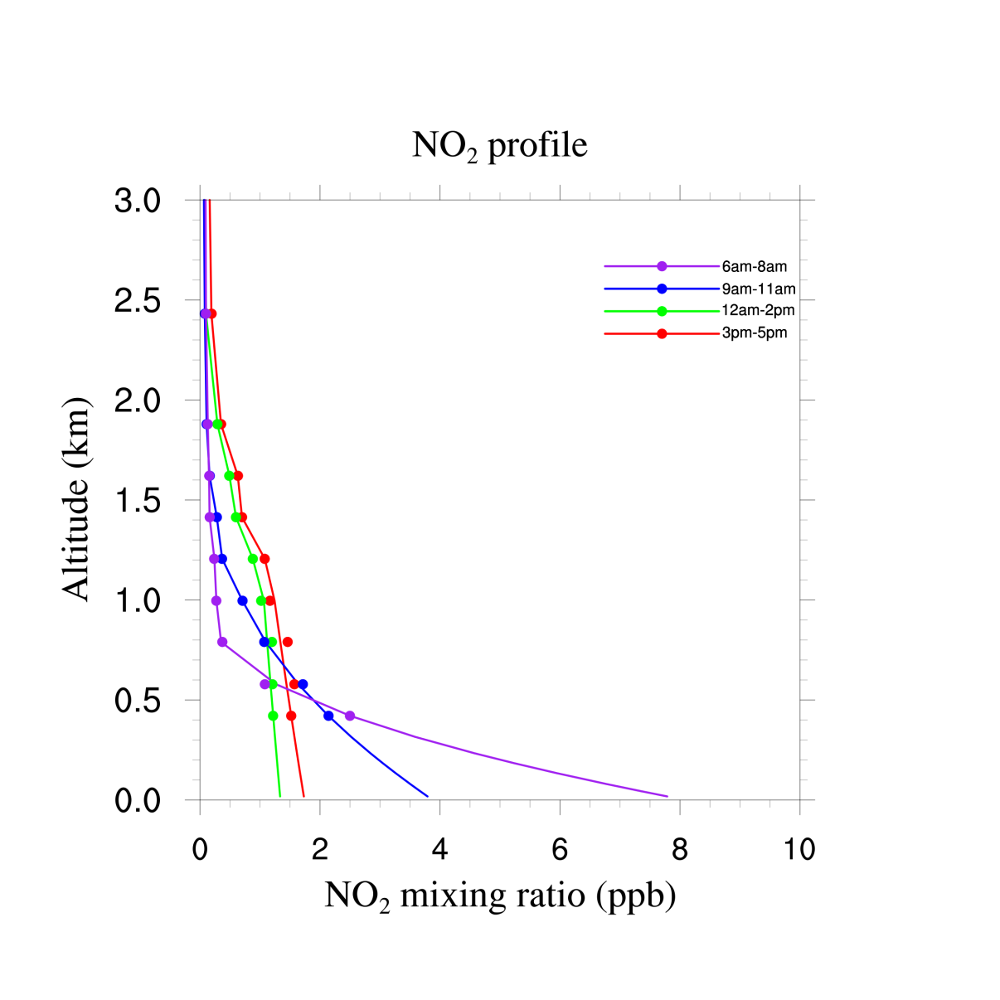 NO₂ profile
3.0
2.5
2.0
1.5
1.0
0.5
0.0
Altitude (km)
6am-8am
9am-11am
12am-2pm
3pm-5pm
0 2 4 6 8 10
NO₂ mixing ratio (ppb)